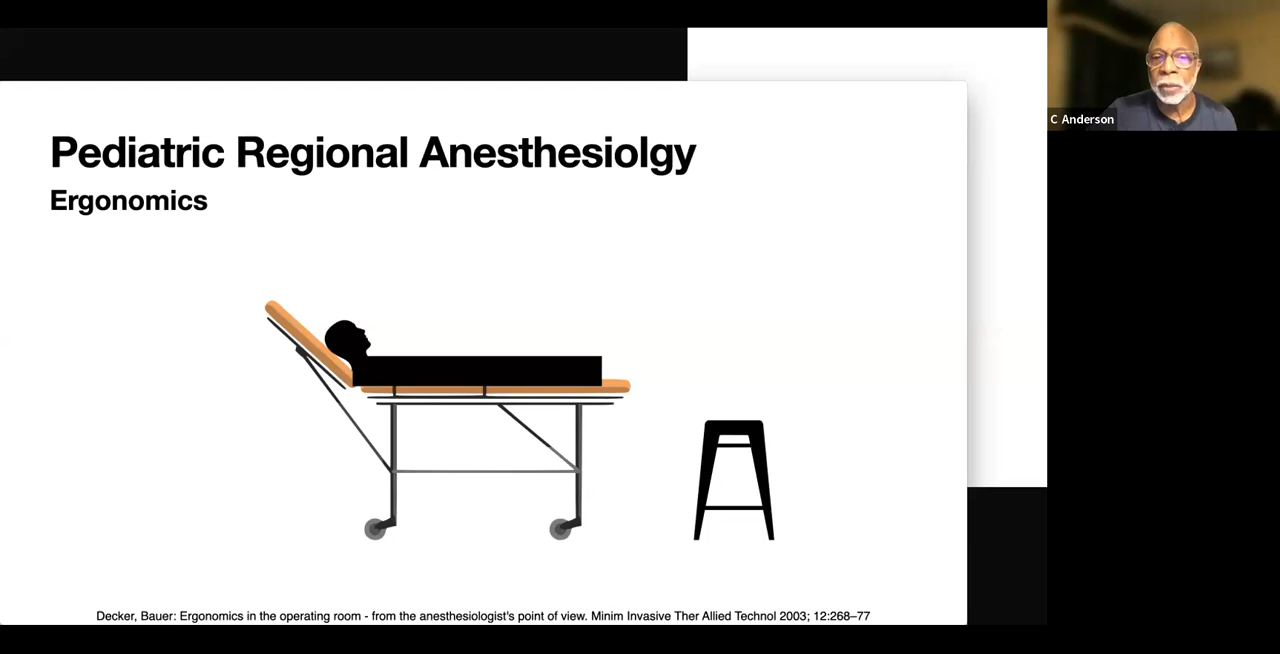 Pediatric Regional Anesthesiolgy
Ergonomics
Decker, Bauer: Ergonomics in the operating room - from the anesthesiologist's point of view. Minim Invasive Ther Allied Technol 2003; 12:268–77
C Anderson